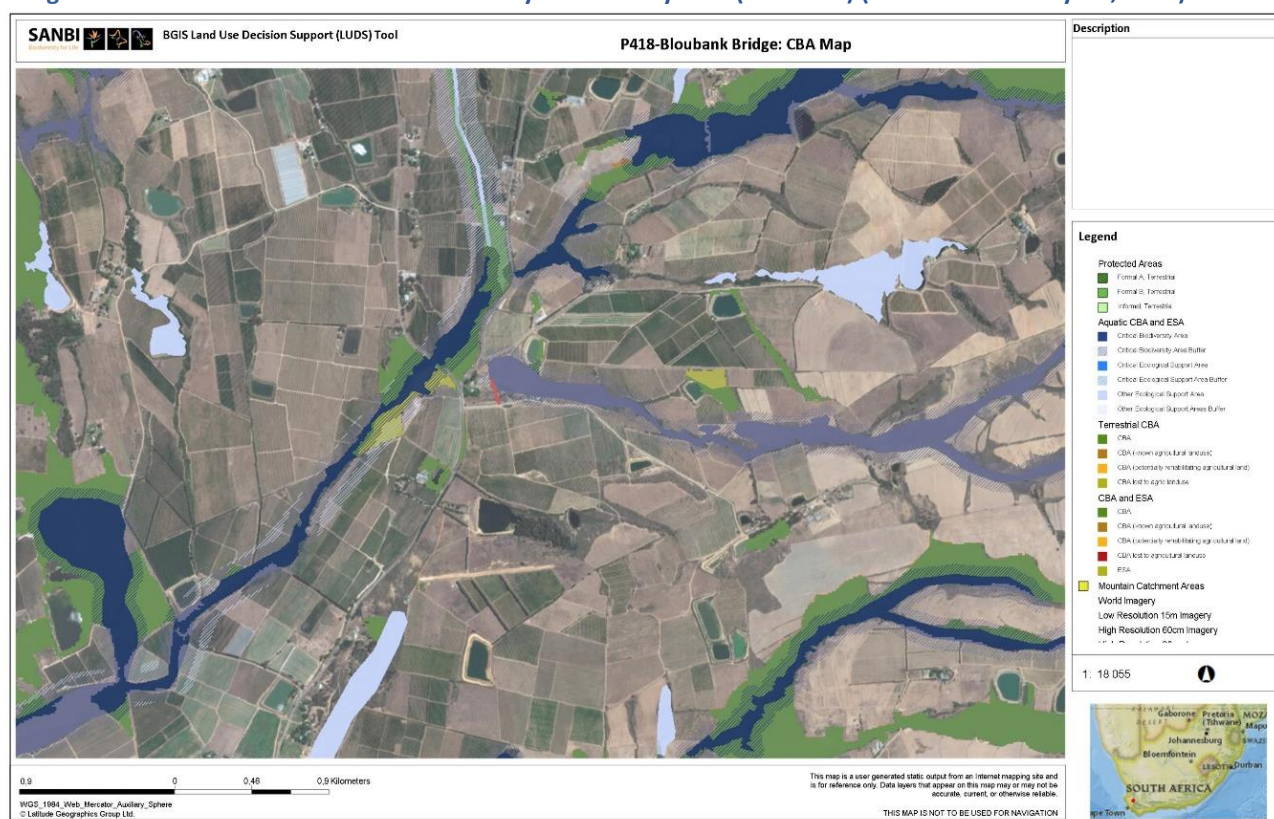 SANBI
Biodiversity for Life
BGIS Land Use Decision Support (LUDS) Tool
P418-Bloubank Bridge: CBA Map
Description
Legend
Protected Areas
Formal A, Terrestrial
Formal B, Terrestrial
Informal, Terrestrial
Aquatic CBA and ESA
Critical Biodiversity Area
Critical Biodiversity Area Buffer
Critical Ecological Support Area
Critical Ecological Support Area Buffer
Other Ecological Support Area
Other Ecological Support Areas Buffer
Terrestrial CBA
CBA
CBA (known agricultural landuse)
CBA (potentially rehabilitating agricultural land)
CBA lost to agric landuse
CBA and ESA
CBA
CBA (known agricultural landuse)
CBA (potentially rehabilitating agricultural land)
CBA lost to agricultural landuse
ESA
Mountain Catchment Areas
World Imagery
Low Resolution 15m Imagery
High Resolution 60cm Imagery
1: 18 055
Gaborone
Pretoria
(Tshwane)
MOZA
Mapu
Johannesburg
SWAZI
Bloemfontein
LESOTHO
Durban
SOUTH AFRICA
ape Town
0,9 0 0,46 0,9 Kilometers
WGS_1984_Web_Mercator_Auxiliary_Sphere
© Latitude Geographics Group Ltd.
This map is a user generated static output from an Internet mapping site and
is for reference only. Data layers that appear on this map may or may not be
accurate, current, or otherwise reliable.
THIS MAP IS NOT TO BE USED FOR NAVIGATION